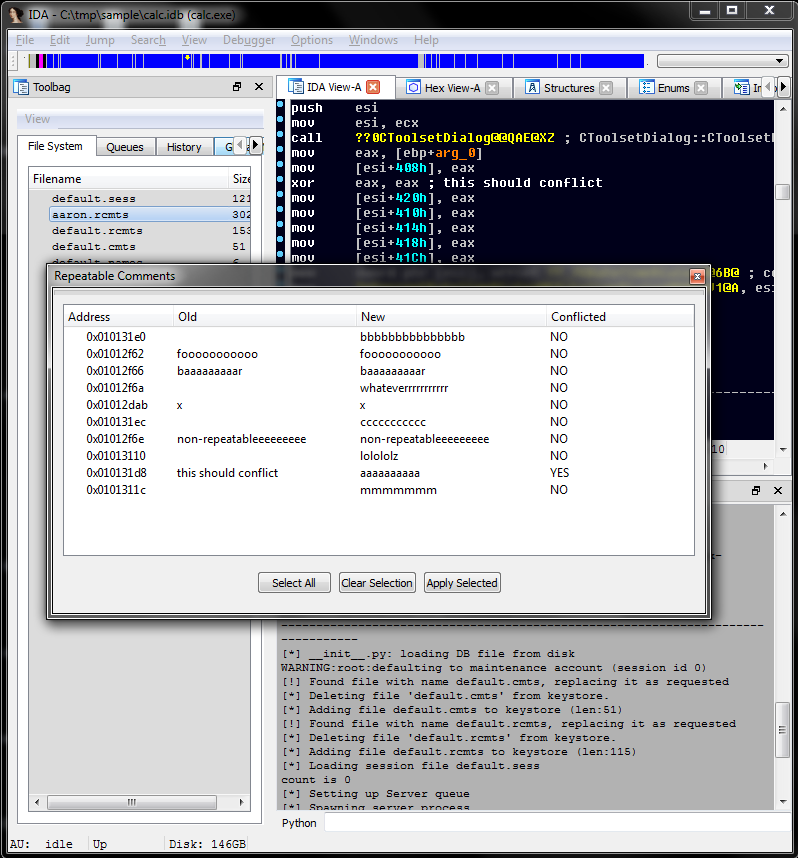 IDA - C:\tmp\sample\calc.idb (calc.exe)
File Edit Jump Search View Debugger Options Windows Help
Toolbag
IDA View-A Hex View-A Structures Enums
View
File System Queues History
Filename Size
default.sess 121
aaron.rcmts 302
default.rcmts 153
default.cmts 51
push esi
mov esi, ecx
call ??0CToolsetDialog@@QAE@XZ ; CToolsetDialog::CToolset
mov eax, [ebp+arg_0]
mov [esi+408h], eax
xor eax, eax ; this should conflict
mov [esi+420h], eax
mov [esi+410h], eax
mov [esi+414h], eax
mov [esi+418h], eax
mov [esi+41Ch], eax
Repeatable Comments
Address Old New Conflicted
0x010131e0 bbbbbbbbbbbbbbb NO
0x01012f62 fooooooooooo fooooooooooo NO
0x01012f66 baaaaaaaaar baaaaaaaaar NO
0x01012f6a whateverrrrrrrrrrr NO
0x01012dab x x NO
0x010131ec ccccccccccc NO
0x01012f6e non-repeatableeeeeeeee non-repeatableeeeeeeee NO
0x01013110 lolololz NO
0x010131d8 this should conflict aaaaaaaaaa YES
0x0101311c mmmmmmm NO
Select All Clear Selection Apply Selected
[*] __init__.py: loading DB file from disk
WARNING:root:defaulting to maintenance account (session id 0)
[!] Found file with name default.cmts, replacing it as requested
[*] Deleting file 'default.cmts' from keystore.
[*] Adding file default.cmts to keystore (len:51)
[!] Found file with name default.rcmts, replacing it as requested
[*] Deleting file 'default.rcmts' from keystore.
[*] Adding file default.rcmts to keystore (len:115)
[*] Loading session file default.sess
count is 0
[*] Setting up Server queue
[*] Spawning server process
Python
AU: idle Up Disk: 146GB